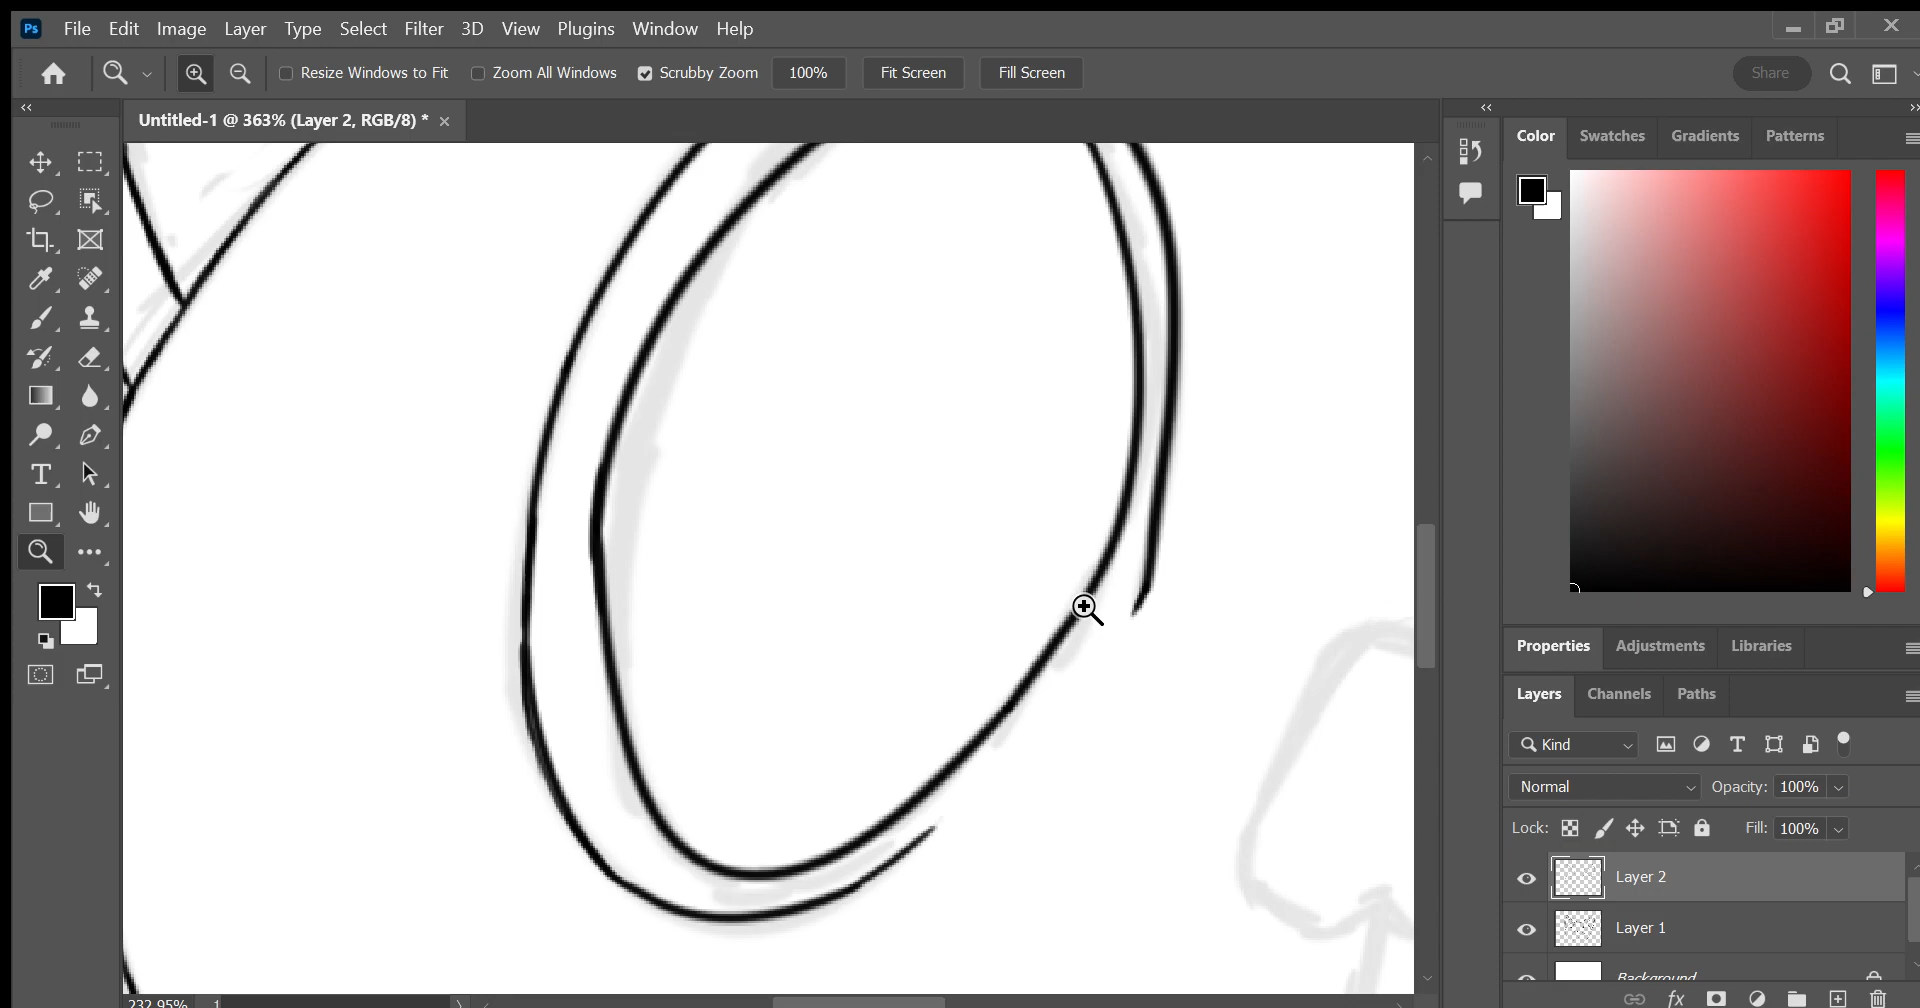 Ps File Edit Image Layer Type Select Filter 3D View Plugins Window Help
Resize Windows to Fit Zoom All Windows Scrubby Zoom 100% Fit Screen Fill Screen Share
Untitled-1 @ 363% (Layer 2, RGB/8) *
Color Swatches Gradients Patterns
Properties Adjustments Libraries
Layers Channels Paths
Kind
Normal Opacity: 100%
Lock: Fill: 100%
Layer 2
Layer 1
Background
232.95% 1